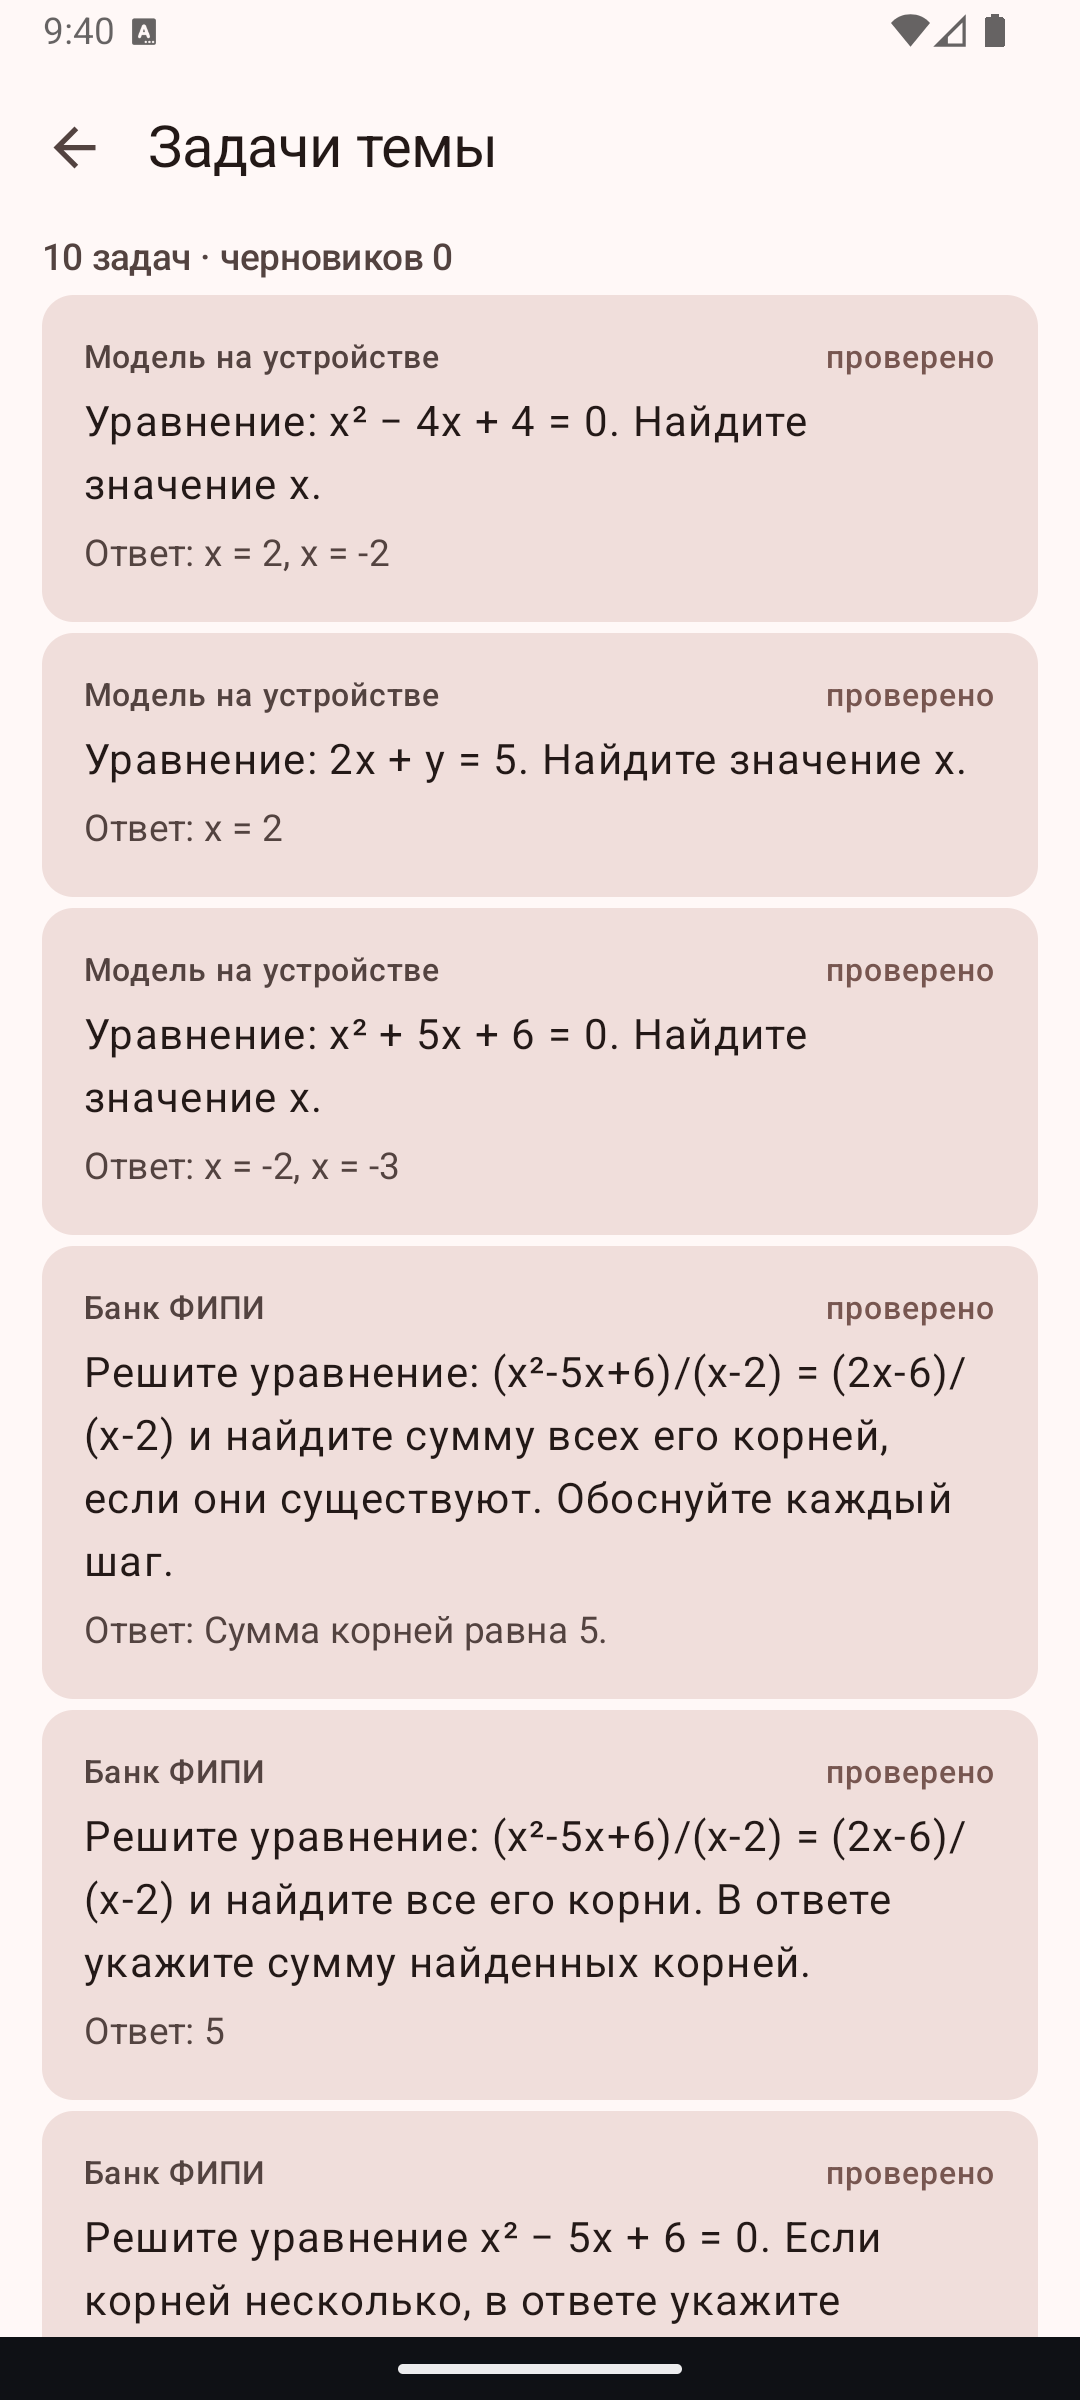 9:40
Задачи темы
10 задач · черновиков 0
Модель на устройстве
проверено
Уравнение: x² − 4x + 4 = 0. Найдите
значение x.
Ответ: x = 2, x = -2
Модель на устройстве
проверено
Уравнение: 2x + y = 5. Найдите значение x.
Ответ: x = 2
Модель на устройстве
проверено
Уравнение: x² + 5x + 6 = 0. Найдите
значение x.
Ответ: x = -2, x = -3
Банк ФИПИ
проверено
Решите уравнение: (x²-5x+6)/(x-2) = (2x-6)/
(x-2) и найдите сумму всех его корней,
если они существуют. Обоснуйте каждый
шаг.
Ответ: Сумма корней равна 5.
Банк ФИПИ
проверено
Решите уравнение: (x²-5x+6)/(x-2) = (2x-6)/
(x-2) и найдите все его корни. В ответе
укажите сумму найденных корней.
Ответ: 5
Банк ФИПИ
проверено
Решите уравнение x² − 5x + 6 = 0. Если
корней несколько, в ответе укажите